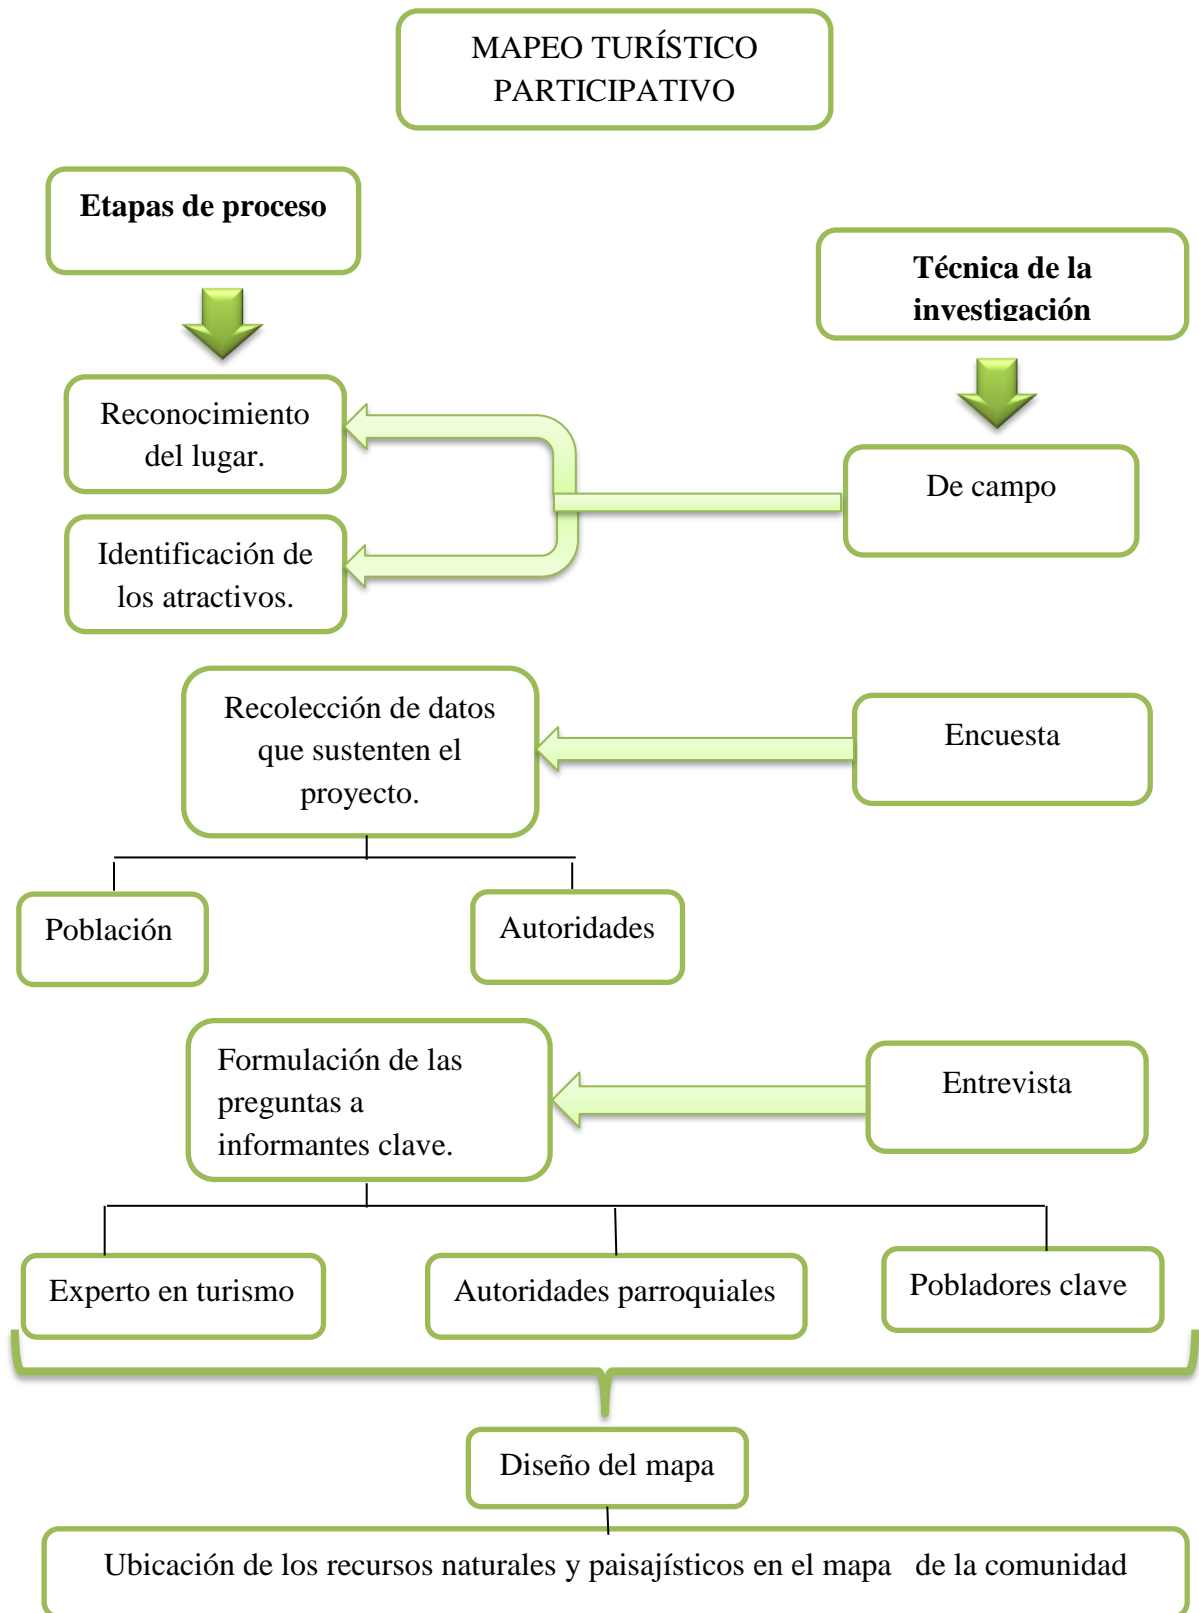 MAPEO TURÍSTICO
PARTICIPATIVO
Etapas de proceso
Técnica de la
investigación
Reconocimiento
del lugar.
De campo
Identificación de
los atractivos.
Recolección de datos
que sustenten el
proyecto.
Encuesta
Población
Autoridades
Formulación de las
preguntas a
informantes clave.
Entrevista
Experto en turismo
Autoridades parroquiales
Pobladores clave
Diseño del mapa
Ubicación de los recursos naturales y paisajísticos en el mapa de la comunidad